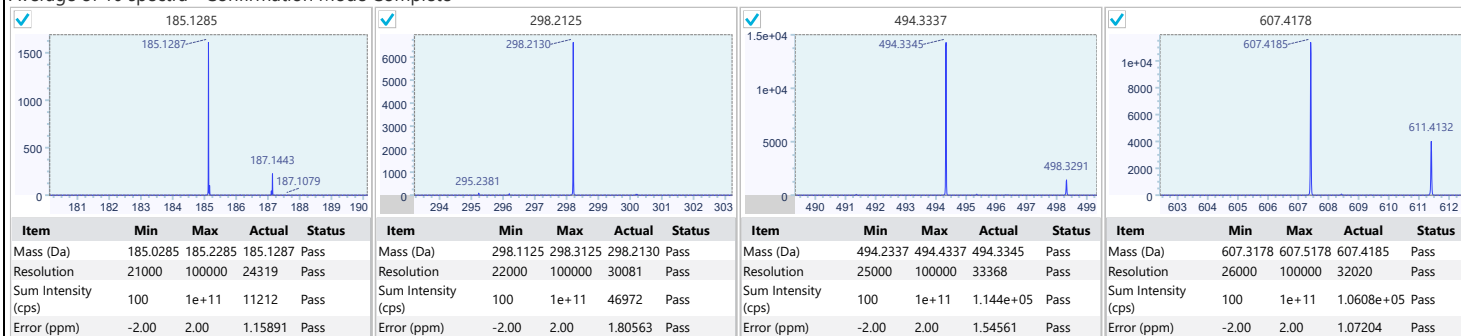 185.1285
1500
1000
500
0
185.1287
187.1443
187.1079
181 182 183 184 185 186 187 188 189 190
Item Min Max Actual Status
Mass (Da) 185.0285 185.2285 185.1287 Pass
Resolution 21000 100000 24319 Pass
Sum Intensity (cps) 100 1e+11 11212 Pass
Error (ppm) -2.00 2.00 1.15891 Pass
298.2125
6000
5000
4000
3000
2000
1000
0
298.2130
295.2381
294 295 296 297 298 299 300 301 302 303
Item Min Max Actual Status
Mass (Da) 298.1125 298.3125 298.2130 Pass
Resolution 22000 100000 30081 Pass
Sum Intensity (cps) 100 1e+11 46972 Pass
Error (ppm) -2.00 2.00 1.80563 Pass
494.3337
1.5e+04
1e+04
5000
0
494.3345
498.3291
490 491 492 493 494 495 496 497 498 499
Item Min Max Actual Status
Mass (Da) 494.2337 494.4337 494.3345 Pass
Resolution 25000 100000 33368 Pass
Sum Intensity (cps) 100 1e+11 1.144e+05 Pass
Error (ppm) -2.00 2.00 1.54561 Pass
607.4178
1e+04
8000
6000
4000
2000
0
607.4185
611.4132
603 604 605 606 607 608 609 610 611 612
Item Min Max Actual Status
Mass (Da) 607.3178 607.5178 607.4185 Pass
Resolution 26000 100000 32020 Pass
Sum Intensity (cps) 100 1e+11 1.0608e+05 Pass
Error (ppm) -2.00 2.00 1.07204 Pass